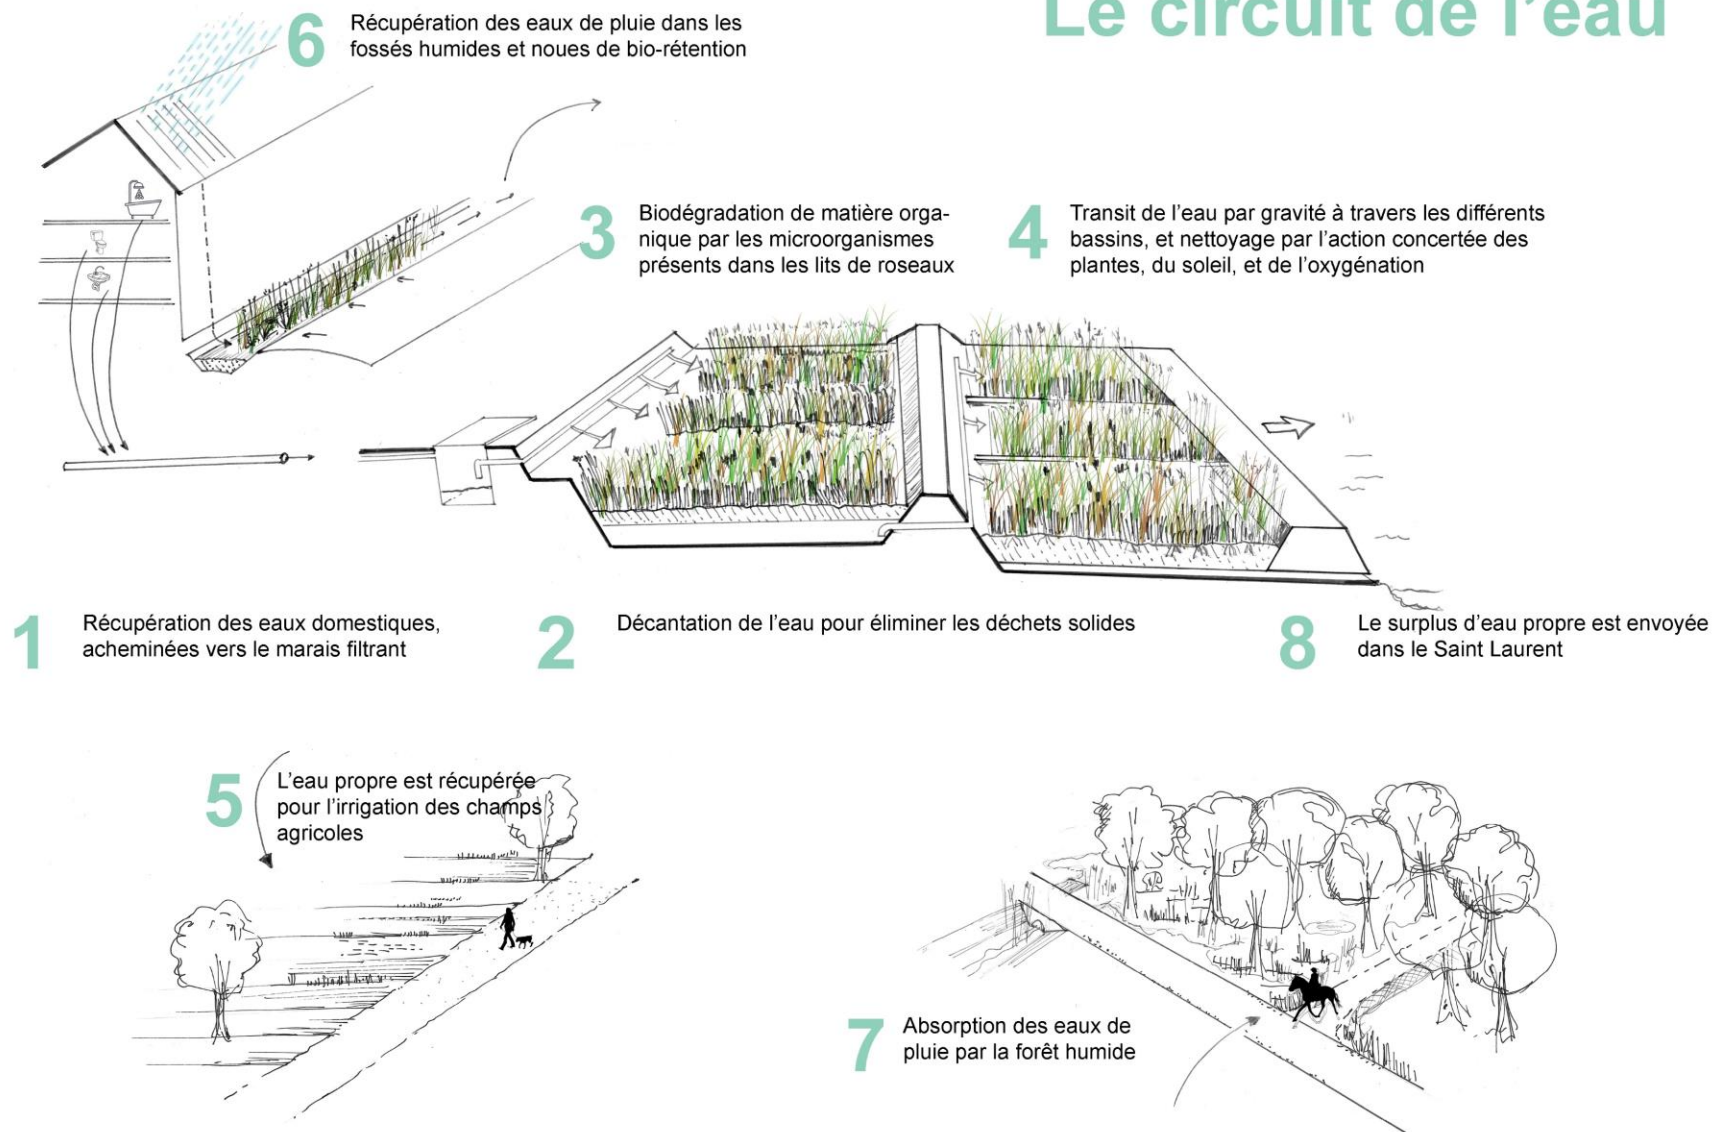 Le circuit de l'eau
6
Récupération des eaux de pluie dans les
fossés humides et noues de bio-rétention
3
Biodégradation de matière orga-
nique par les microorganismes
présents dans les lits de roseaux
4
Transit de l'eau par gravité à travers les différents
bassins, et nettoyage par l'action concertée des
plantes, du soleil, et de l'oxygénation
1
Récupération des eaux domestiques,
acheminées vers le marais filtrant
2
Décantation de l'eau pour éliminer les déchets solides
8
Le surplus d'eau propre est envoyée
dans le Saint Laurent
5
L'eau propre est récupérée
pour l'irrigation des champs
agricoles
7
Absorption des eaux de
pluie par la forêt humide